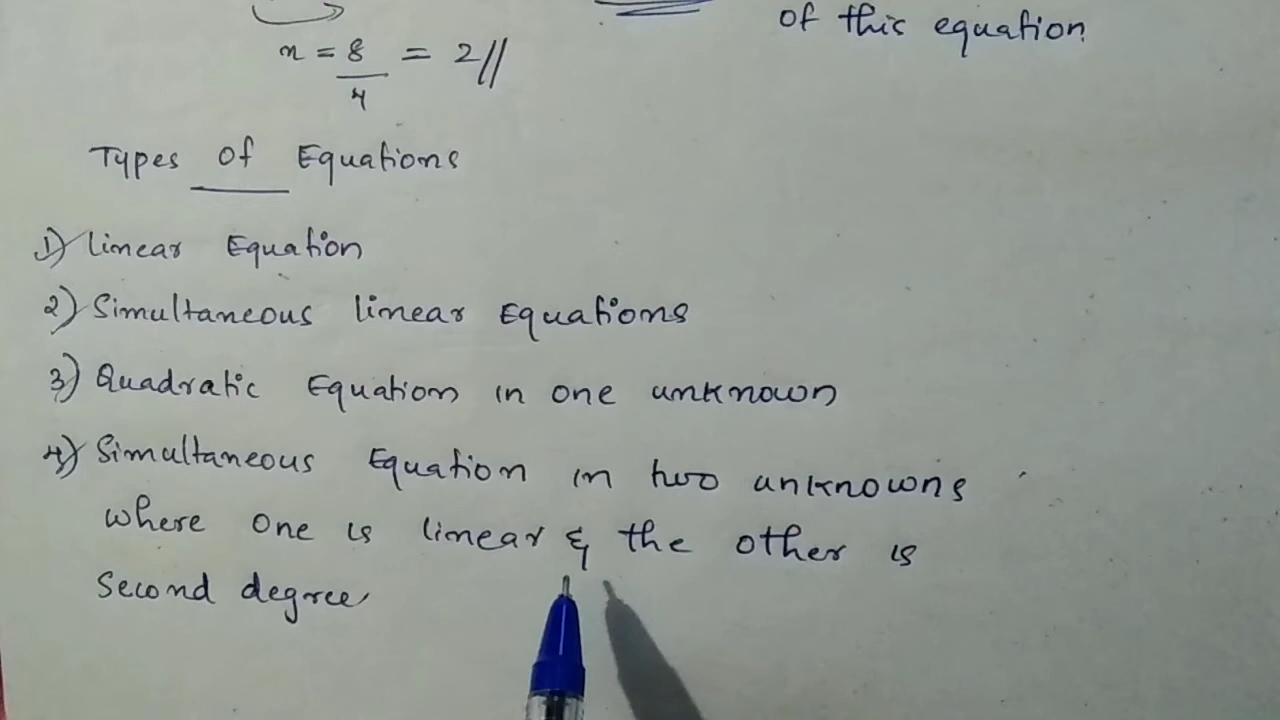 of this equation
x = 8/4 = 2//
Types of Equations
1) linear Equation
2) Simultaneous linear Equations
3) Quadratic Equation in one unknown
4) Simultaneous Equation in two unknowns
where one is linear & the other is
second degree